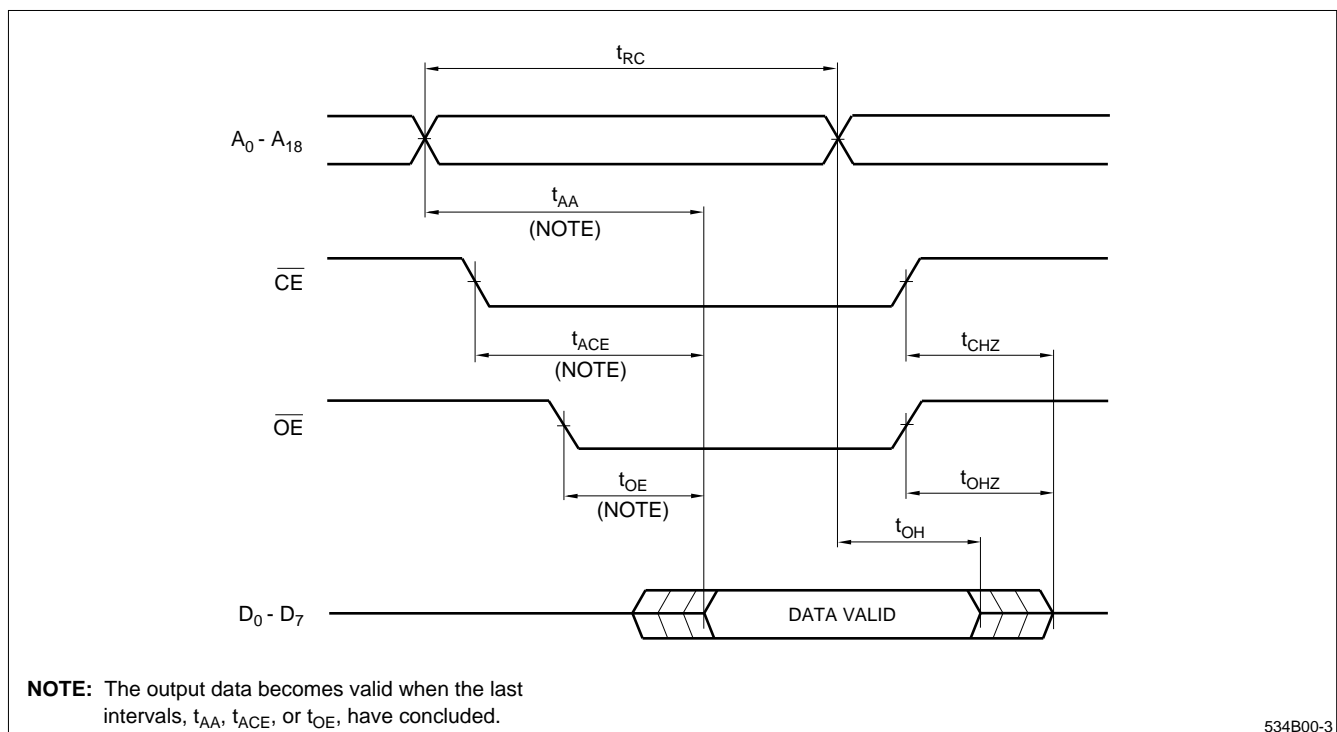 tRC
A0 - A18
tAA
(NOTE)
CE
tACE
(NOTE)
tCHZ
OE
tOE
(NOTE)
tOHZ
tOH
D0 - D7
DATA VALID
NOTE: The output data becomes valid when the last
intervals, tAA, tACE, or tOE, have concluded.
534B00-3